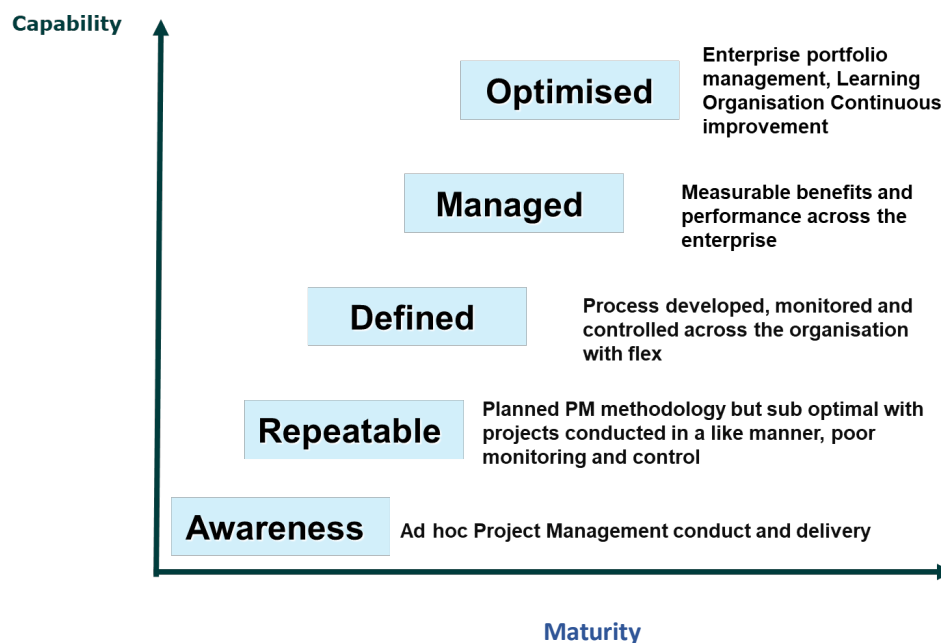 Capability
Optimised
Enterprise portfolio
management, Learning
Organisation Continuous
improvement
Managed
Measurable benefits and
performance across the
enterprise
Defined
Process developed, monitored and
controlled across the organisation
with flex
Repeatable
Planned PM methodology but sub optimal with
projects conducted in a like manner, poor
monitoring and control
Awareness
Ad hoc Project Management conduct and delivery
Maturity